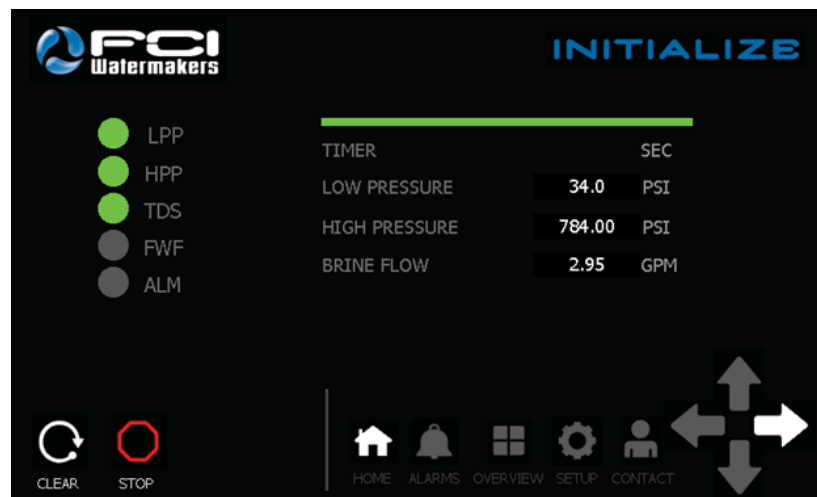 FCI
Watermakers
INITIALIZE
LPP
HPP
TDS
FWF
ALM
TIMER SEC
LOW PRESSURE 34.0 PSI
HIGH PRESSURE 784.00 PSI
BRINE FLOW 2.95 GPM
CLEAR STOP
HOME ALARMS OVERVIEW SETUP CONTACT